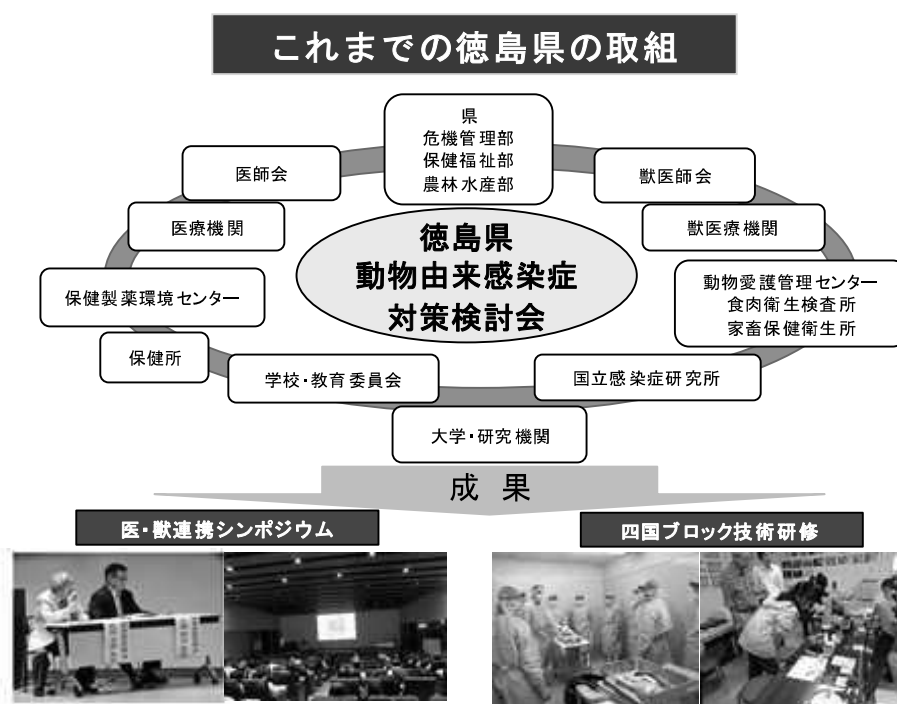 これまでの徳島県の取組
県
危機管理部
保健福祉部
農林水産部
医師会
獣医師会
医療機関
獣医療機関
徳島県
動物由来感染症
対策検討会
保健製薬環境センター
動物愛護管理センター
食肉衛生検査所
家畜保健衛生所
保健所
学校・教育委員会
国立感染症研究所
大学・研究機関
成 果
医・獣連携シンポジウム
四国ブロック技術研修